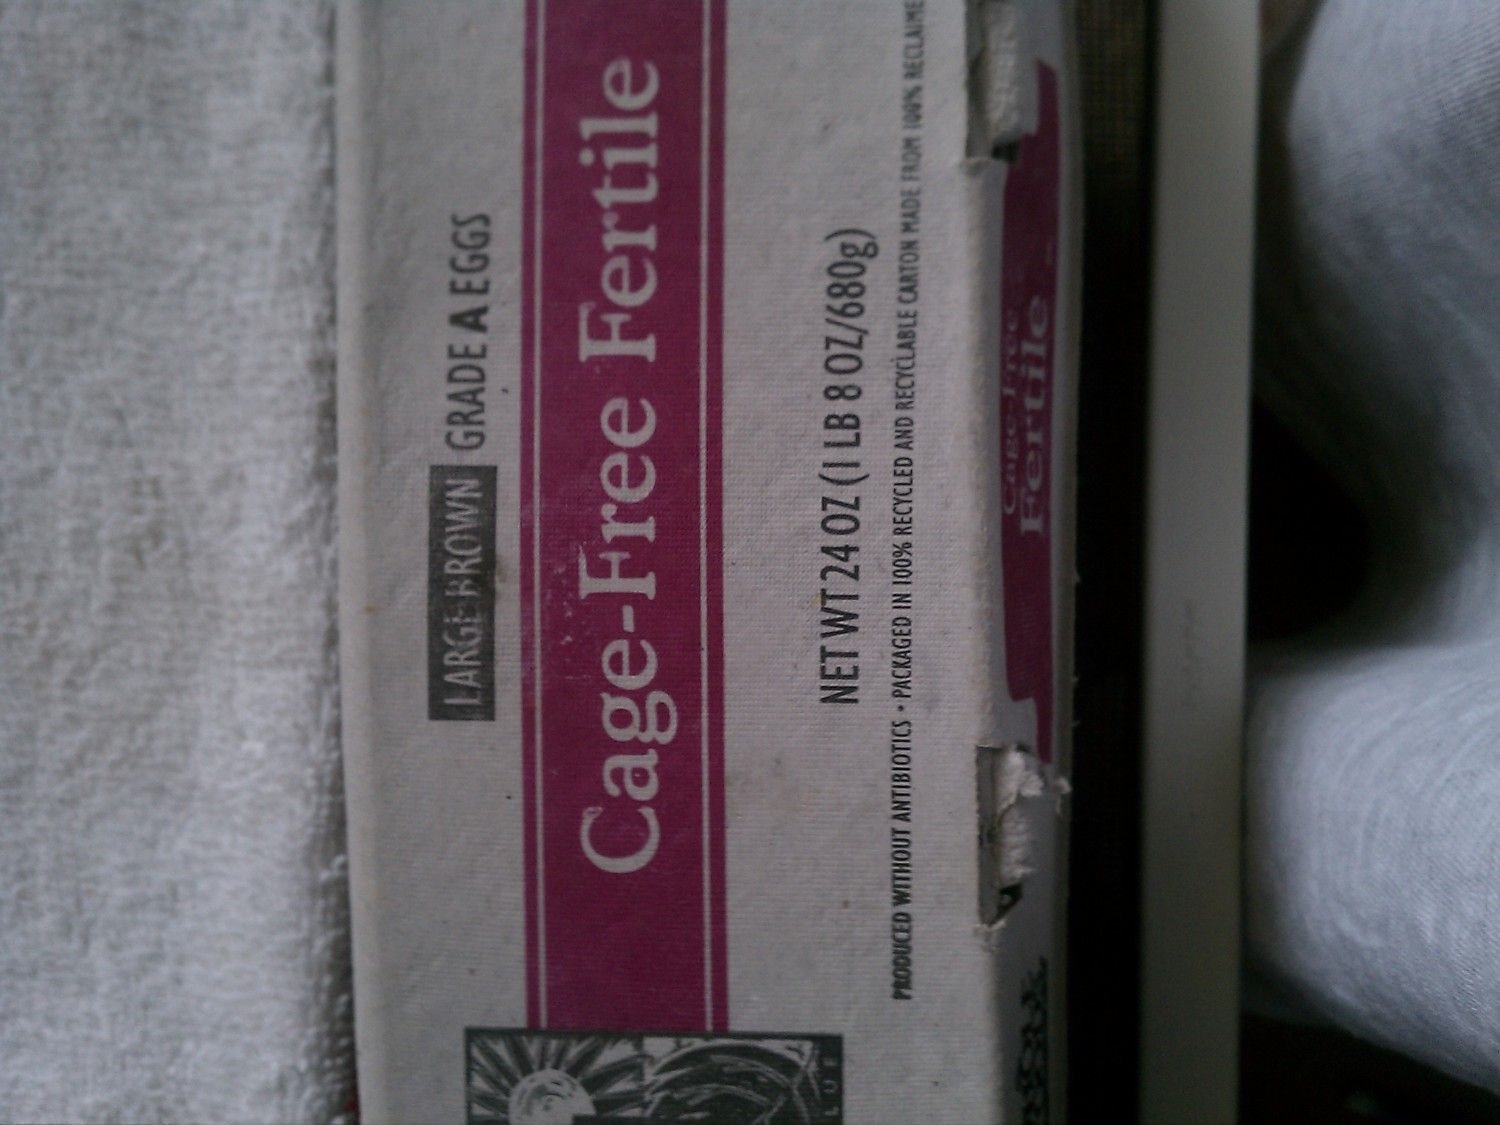 LARGE BROWN GRADE A EGGS
Cage-Free Fertile
NET WT 24 OZ (1 LB 8 OZ/680g)
PRODUCED WITHOUT ANTIBIOTICS • PACKAGED IN 100% RECYCLED AND RECYCLABLE CARTON MADE FROM 100% RECLAIME
Cage-Free
Fertile